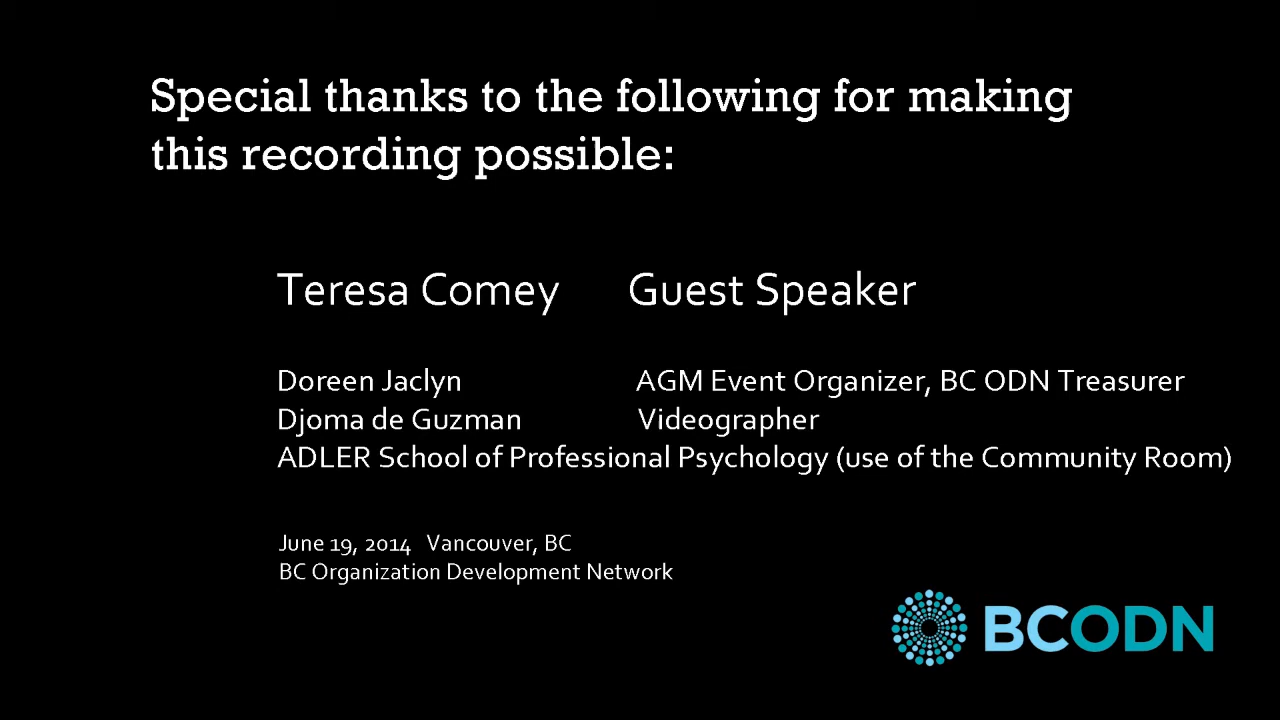 Special thanks to the following for making
this recording possible:
Teresa Comey Guest Speaker
Doreen Jaclyn AGM Event Organizer, BC ODN Treasurer
Djoma de Guzman Videographer
ADLER School of Professional Psychology (use of the Community Room)
June 19, 2014 Vancouver, BC
BC Organization Development Network
BCODN